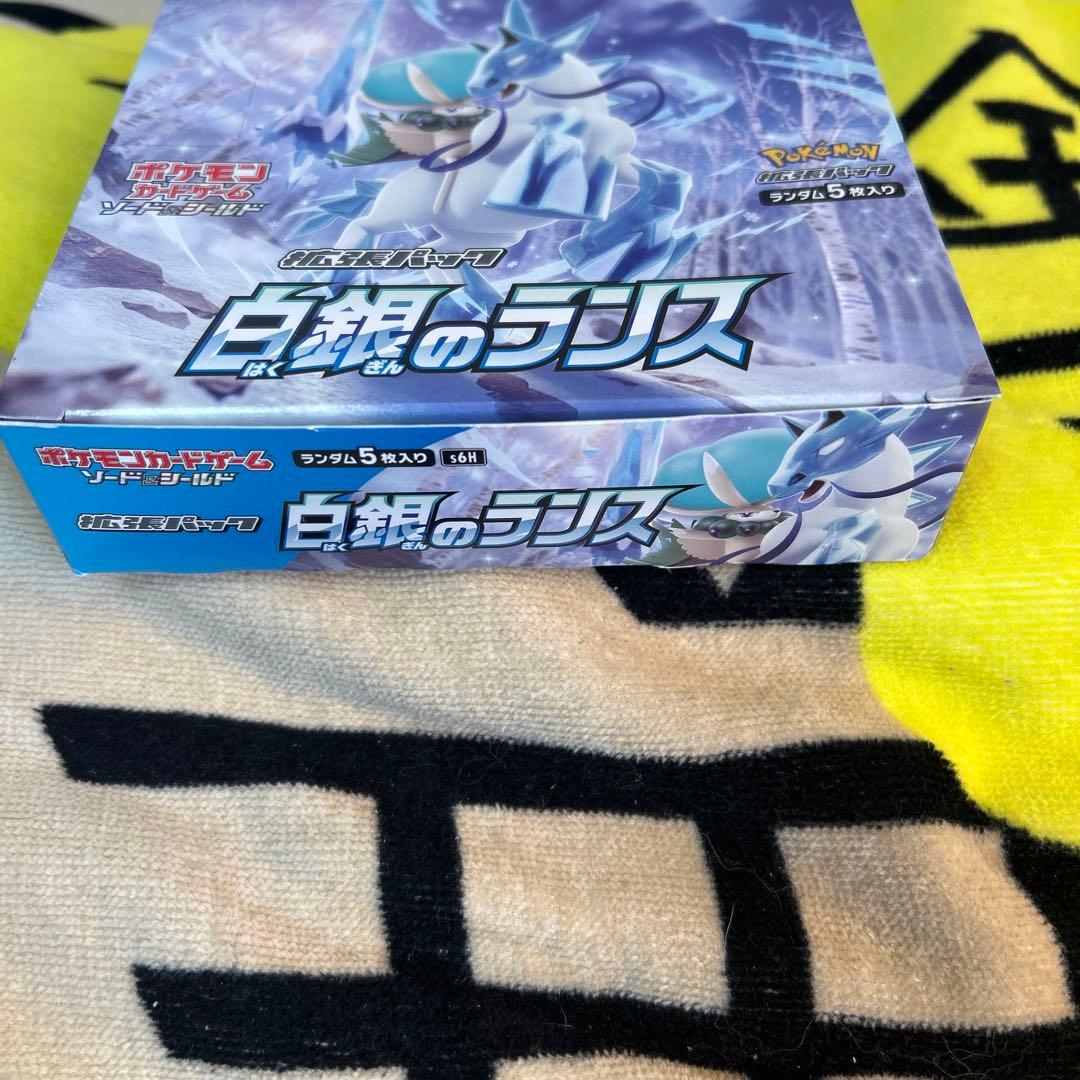 ポケモン
カードゲーム
ソード&シールド
Pokémon
拡張パック
ランダム5枚入り
拡張パック
白銀のランス
はく ぎん
ポケモンカードゲーム
ソード&シールド
ランダム5枚入り s6H
拡張パック
白銀のランス
はく ぎん
金